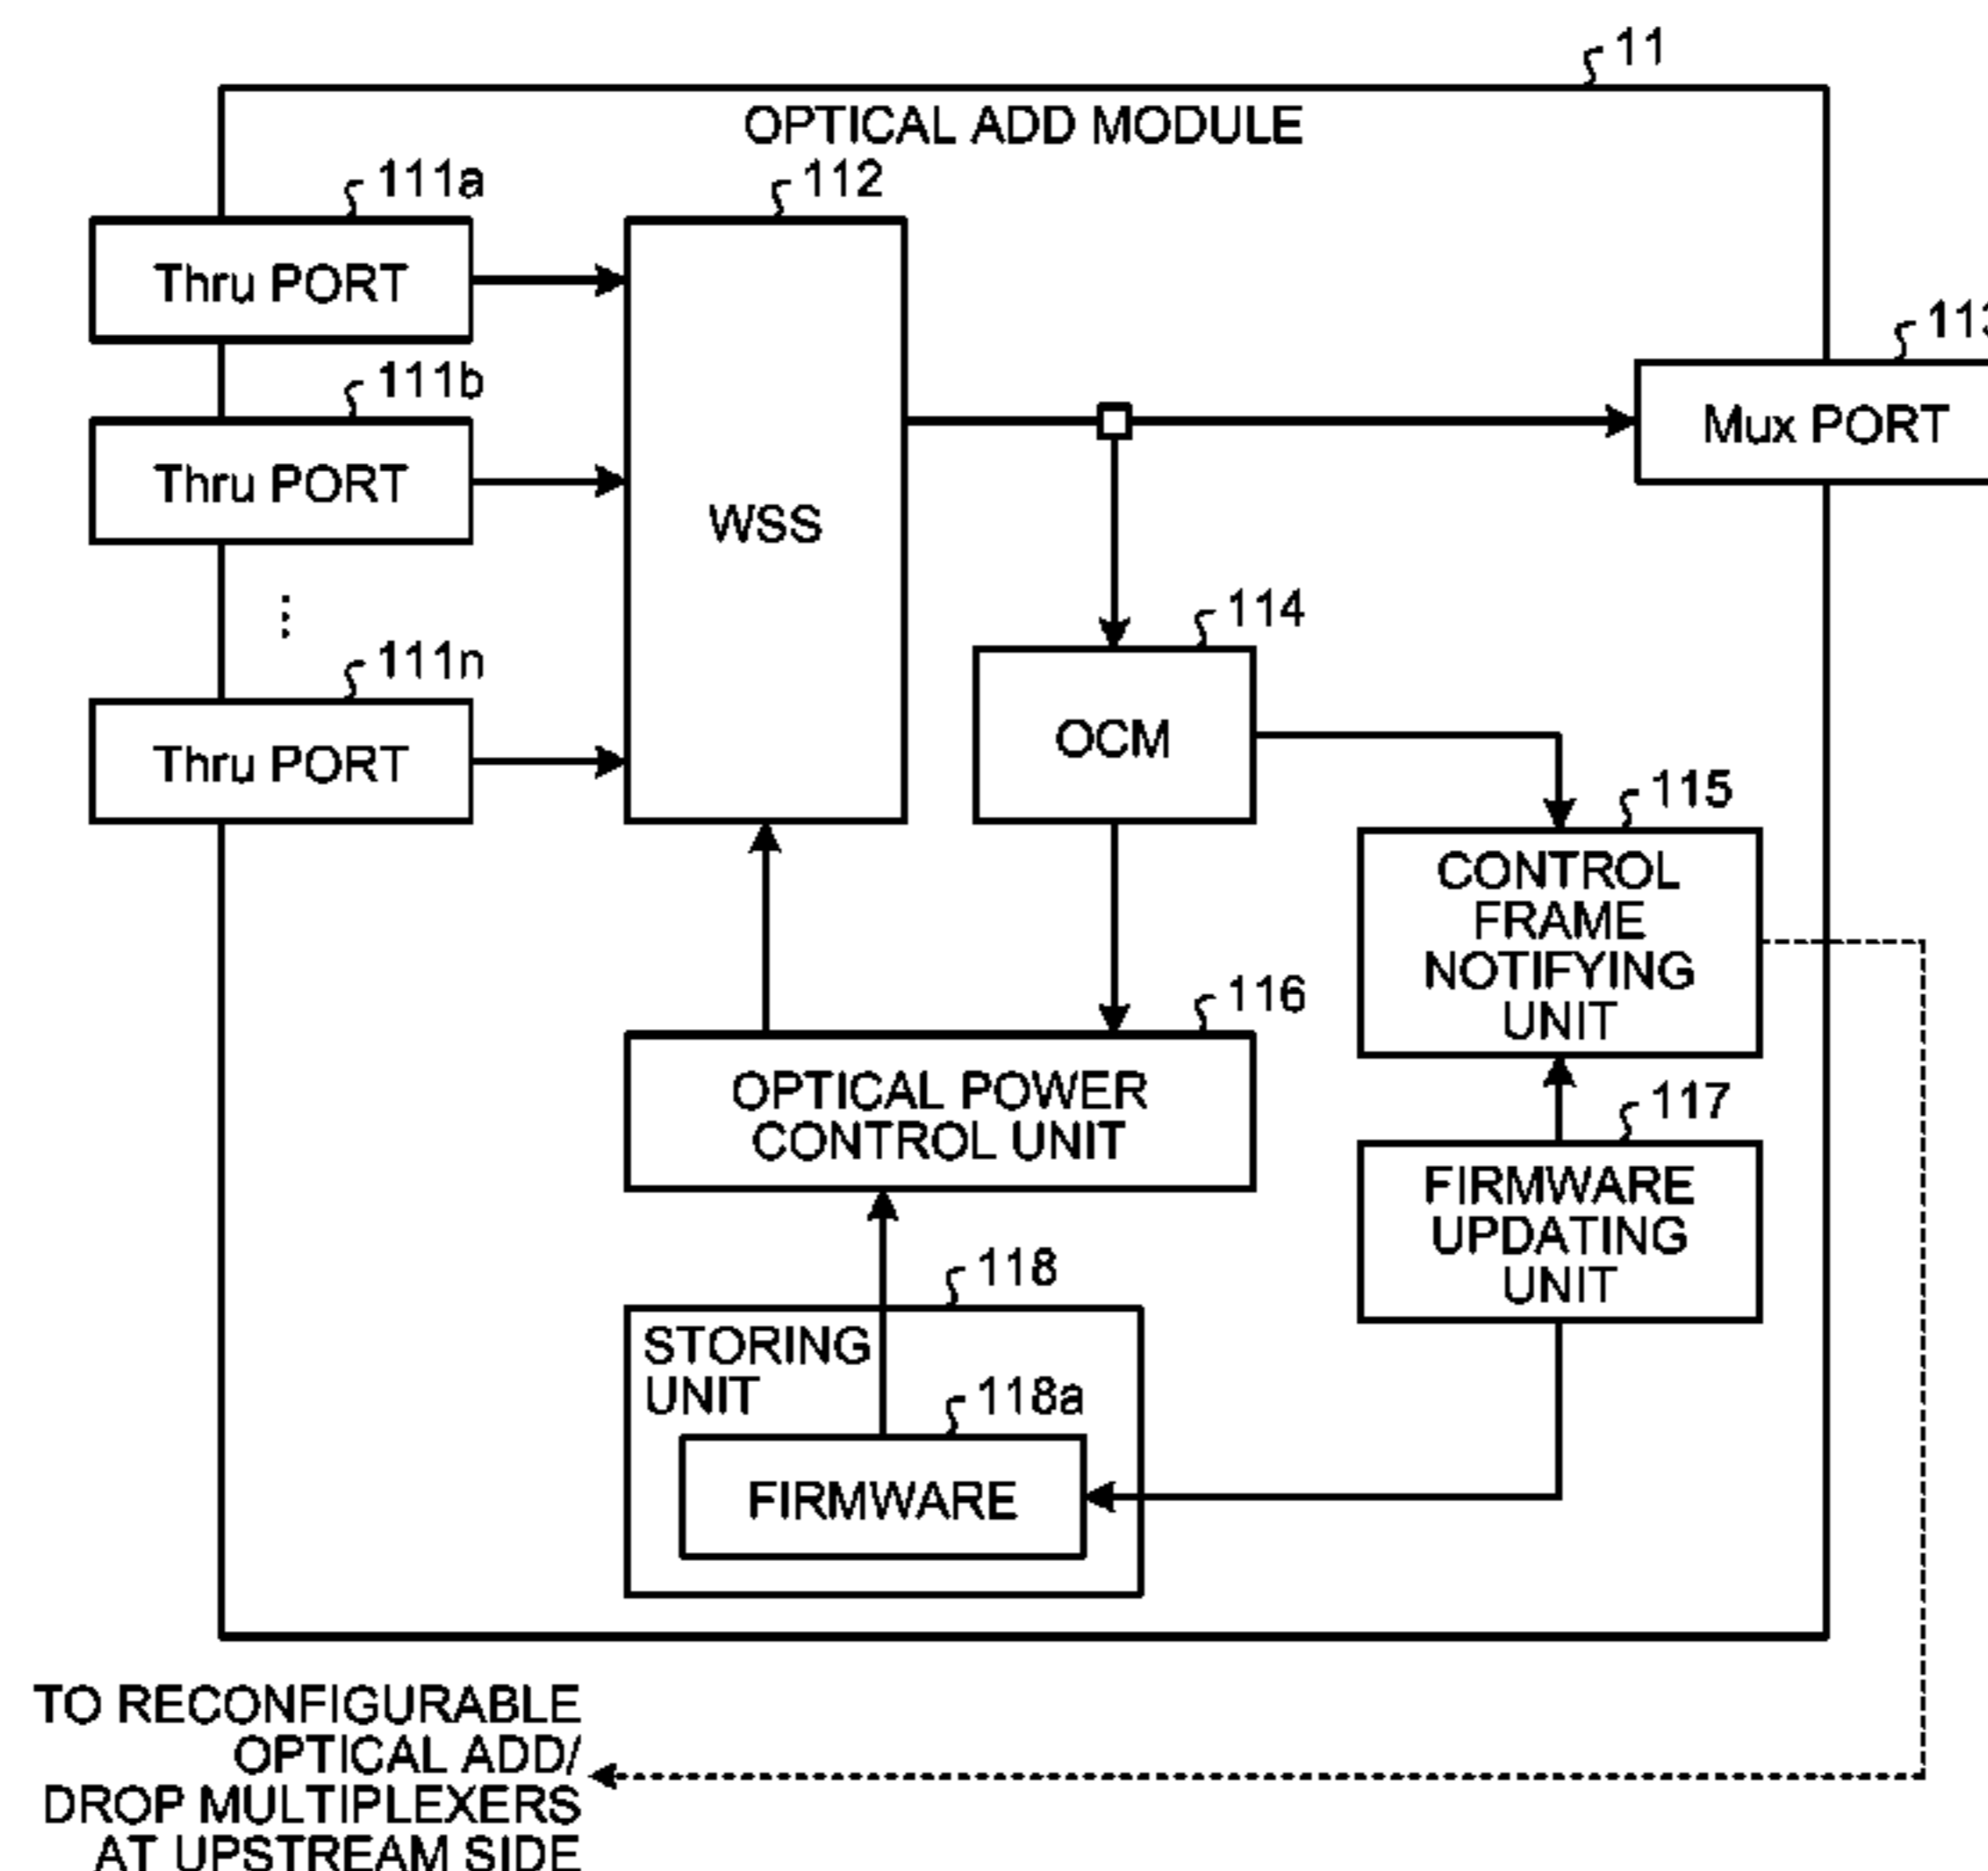 11
OPTICAL ADD MODULE
111a
112
Thru PORT
113
111b
Thru PORT
Mux PORT
WSS
114
111n
Thru PORT
OCM
115
CONTROL
FRAME
NOTIFYING
UNIT
116
OPTICAL POWER
CONTROL UNIT
117
FIRMWARE
UPDATING
UNIT
118
STORING
UNIT
118a
FIRMWARE
TO RECONFIGURABLE
OPTICAL ADD/
DROP MULTIPLEXERS
AT UPSTREAM SIDE